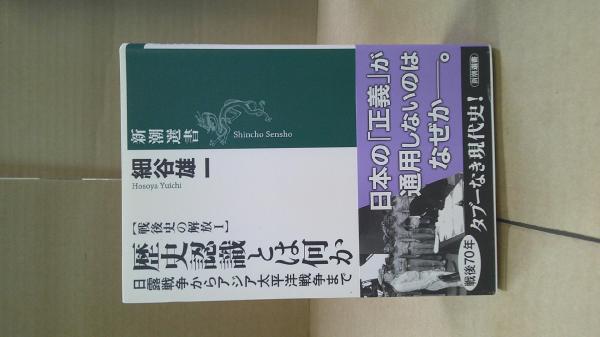 新潮選書
Shincho Sensho
細谷雄一
Hosoya Yuichi
【戦後史の解放Ⅰ】
歴史認識とは何か
日露戦争からアジア太平洋戦争まで
日本の「正義」が
通用しないのは
なぜか――。
戦後70年
タブーなき現代史！
新潮選書